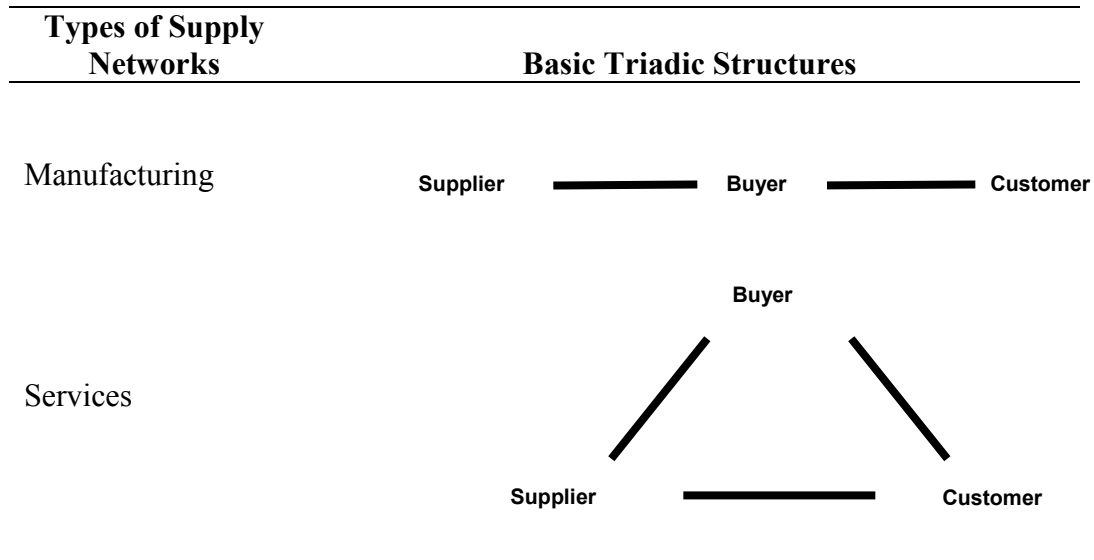 Types of Supply
Networks
Basic Triadic Structures
Manufacturing
Supplier
Buyer
Customer
Buyer
Services
Supplier
Customer